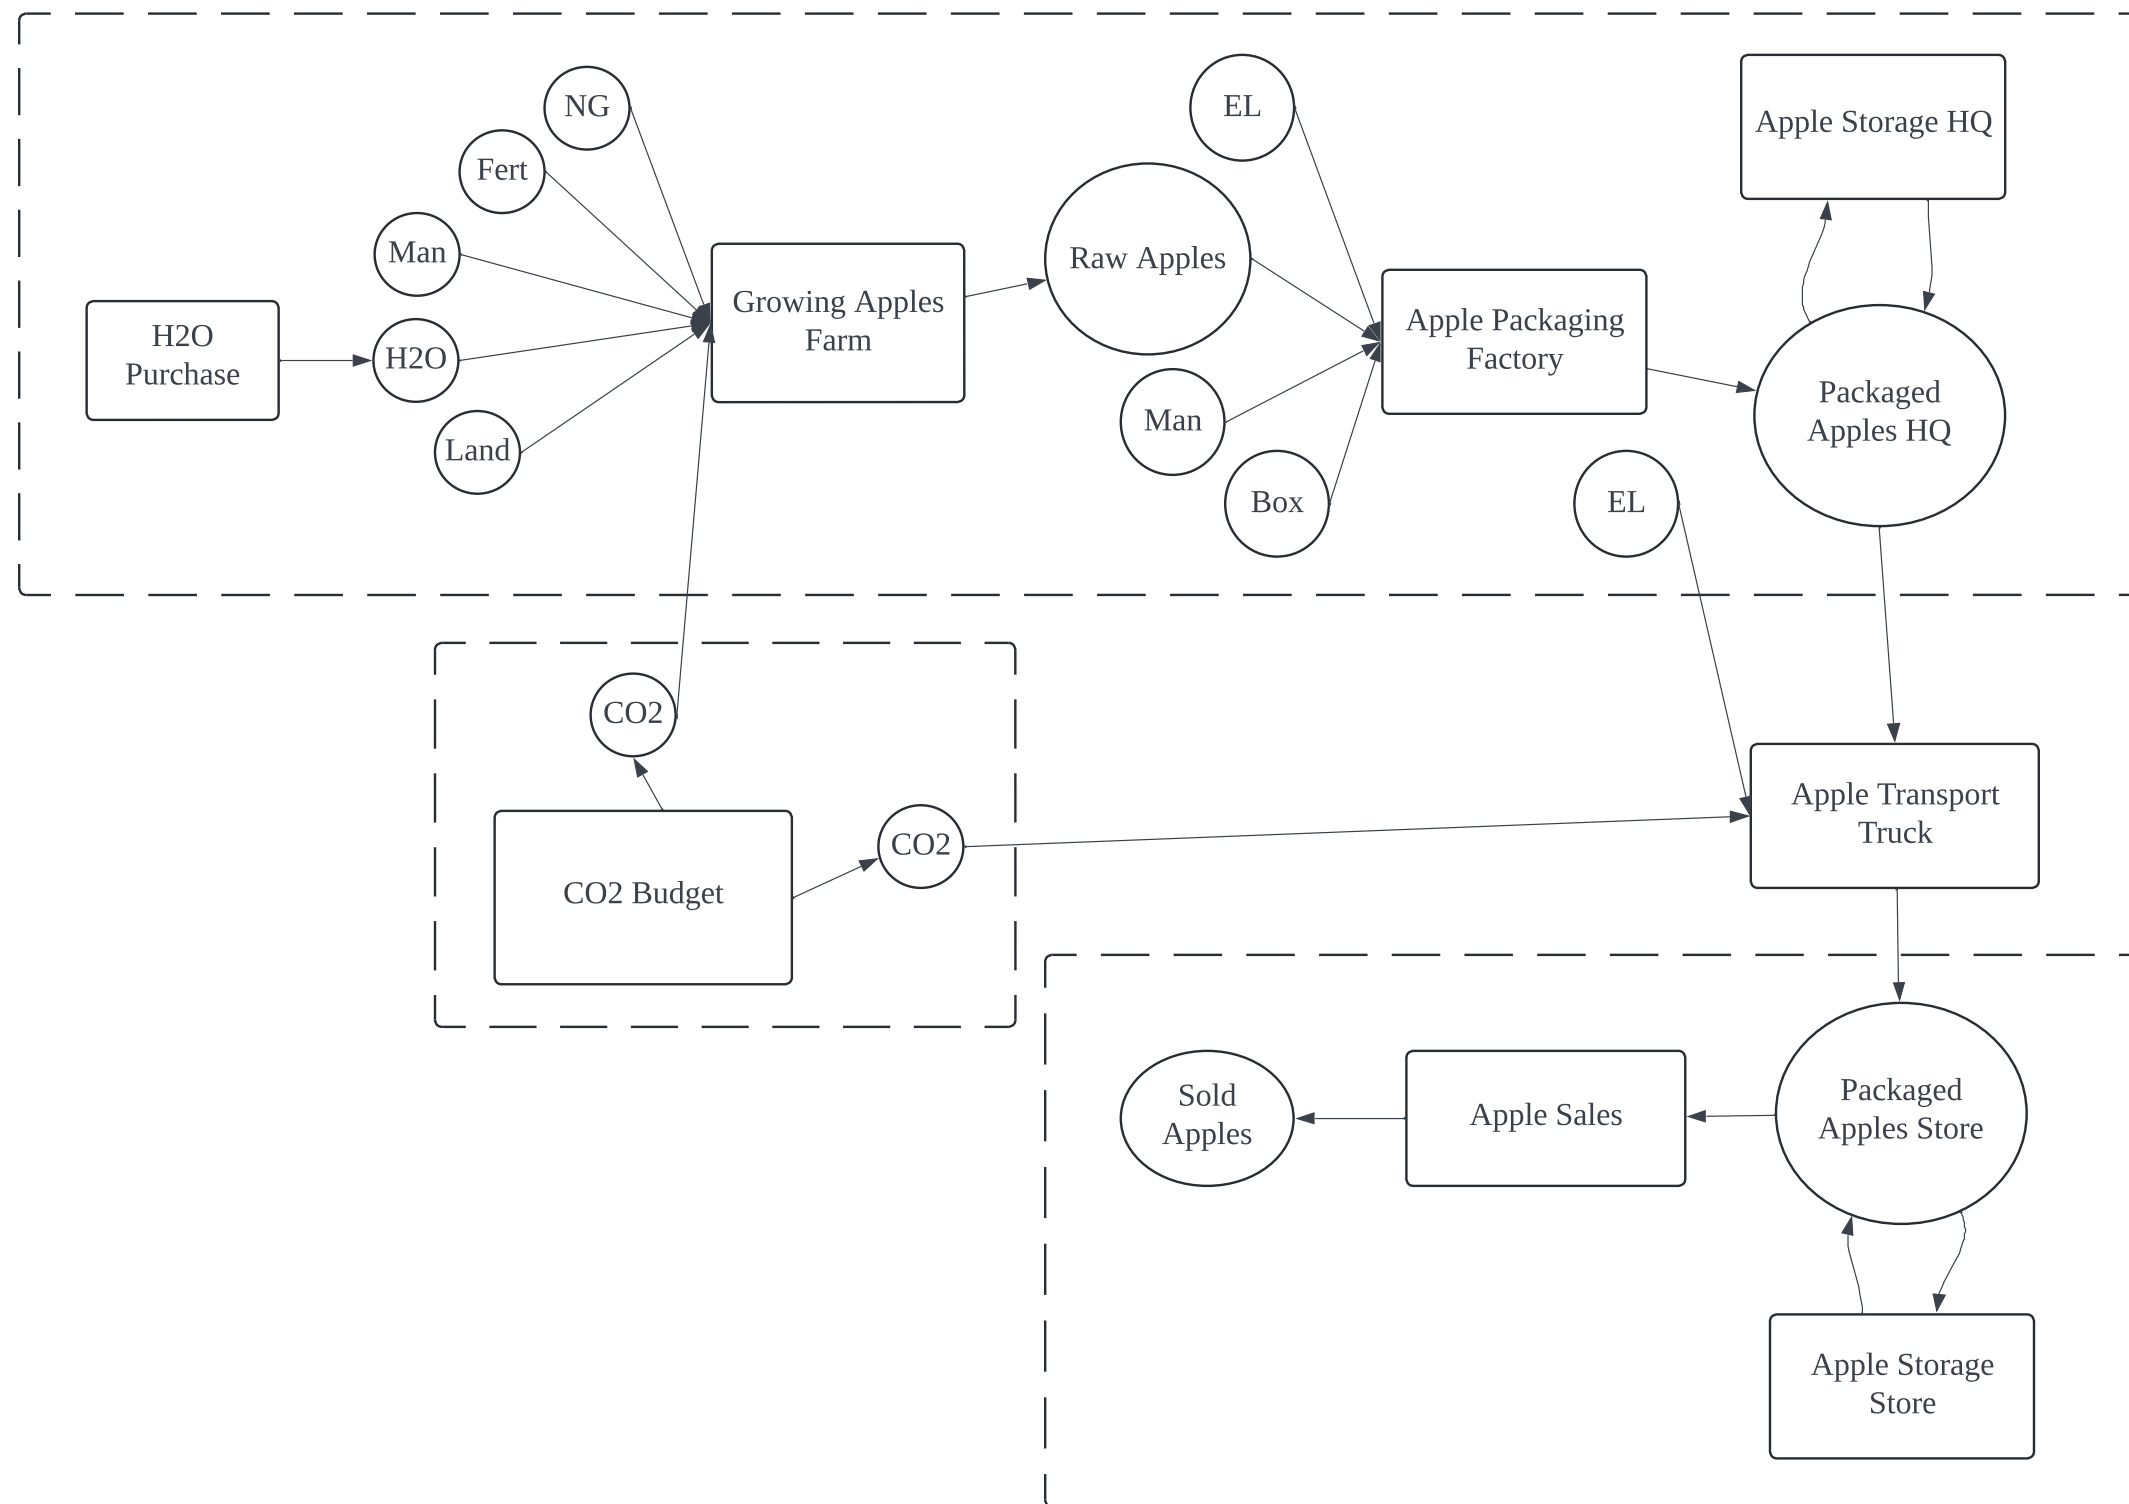 NG
EL
Apple Storage HQ
Fert
Man
Raw Apples
Growing Apples
Farm
H2O
Purchase
H2O
Apple Packaging
Factory
Packaged
Apples HQ
Land
Man
Box
EL
CO2
CO2 Budget
CO2
Apple Transport
Truck
Sold
Apples
Apple Sales
Packaged
Apples Store
Apple Storage
Store